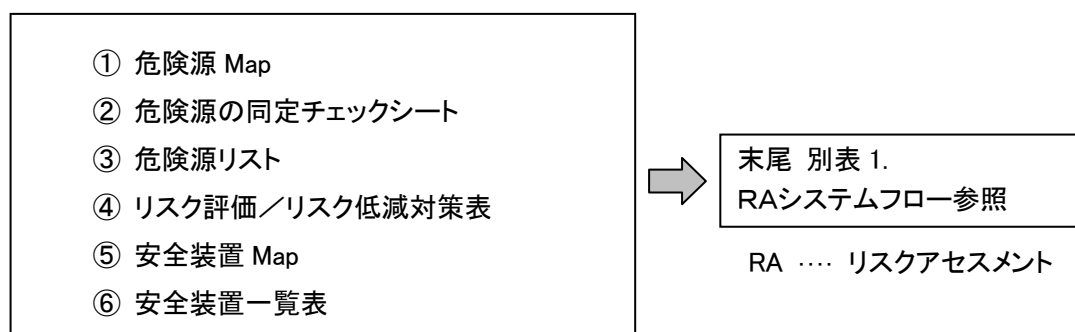 ① 危険源 Map
② 危険源の同定チェックシート
③ 危険源リスト
④ リスク評価／リスク低減対策表
⑤ 安全装置 Map
⑥ 安全装置一覧表
末尾 別表 1.
ＲＡシステムフロー参照
RA ‥‥ リスクアセスメント